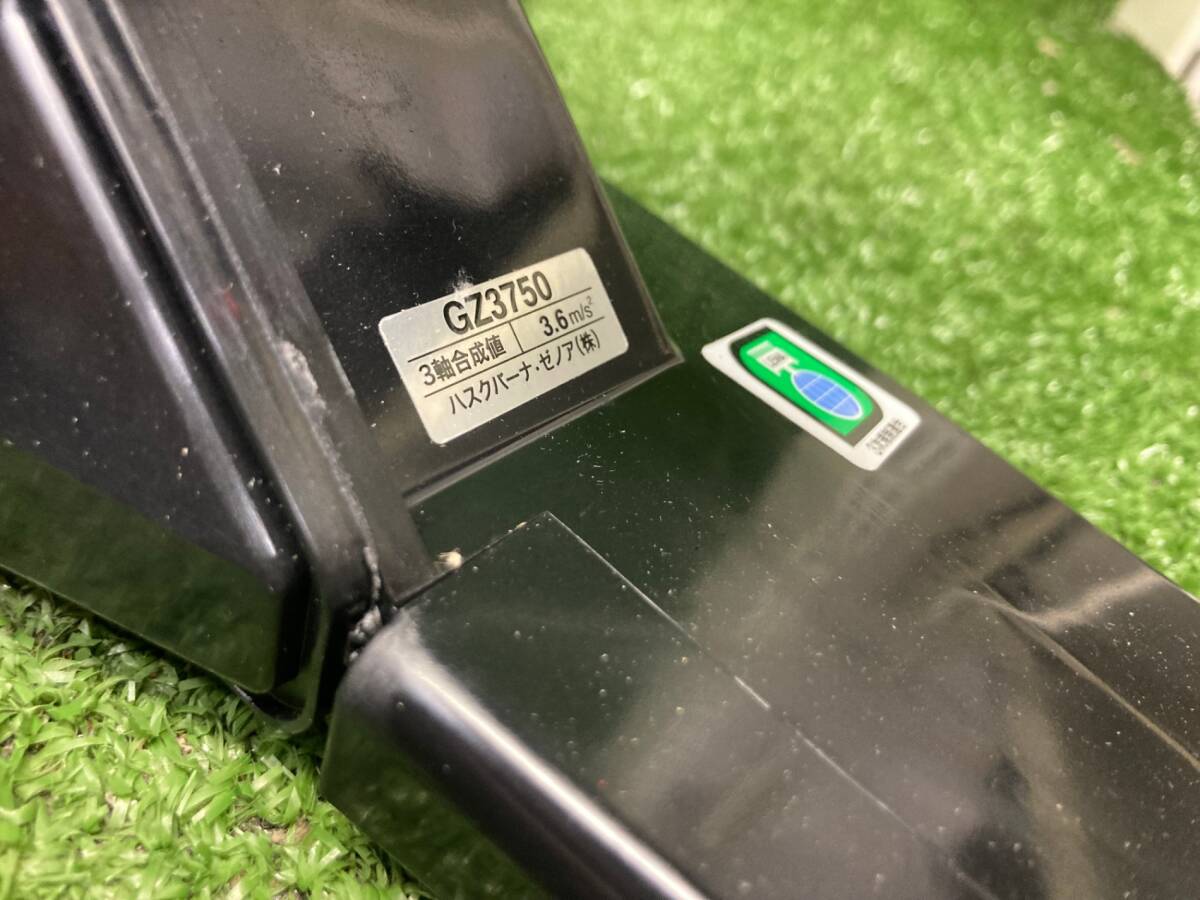 GZ3750
3軸合成値 3.6m/s²
ハスクバーナ・ゼノア(株)